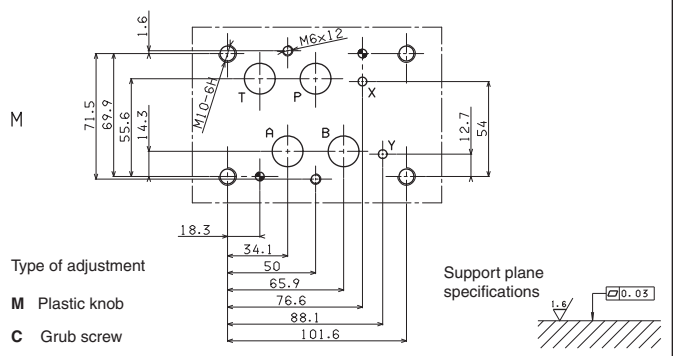 1.6
M6x12
M10-6H
T
P
X
M
71.5
69.9
55.6
14.3
A
B
Y
12.7
54
18.3
34.1
50
65.9
76.6
88.1
101.6
Type of adjustment
M Plastic knob
C Grub screw
Support plane
specifications
1.6
0.03